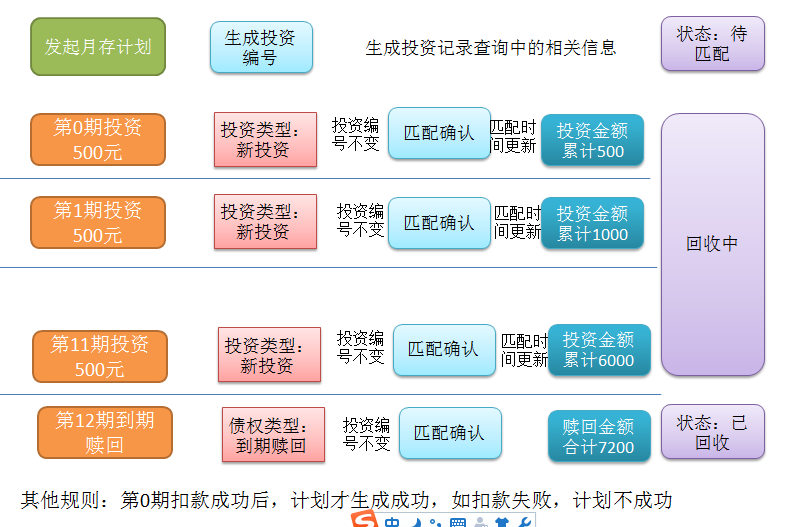 发起月存计划
生成投资
编号
生成投资记录查询中的相关信息
状态：待
匹配
第0期投资
500元
投资类型：
新投资
投资编
号不变
匹配确认
匹配时
间更新
投资金额
累计500
第1期投资
500元
投资类型：
新投资
投资编
号不变
匹配确认
匹配时
间更新
投资金额
累计1000
回收中
第11期投资
500元
投资类型：
新投资
投资编
号不变
匹配确认
匹配时
间更新
投资金额
累计6000
第12期到期
赎回
债权类型：
到期赎回
投资编
号不变
匹配确认
赎回金额
合计7200
状态：已
回收
其他规则：第0期扣款成功后，计划才生成成功，如扣款失败，计划不成功
中